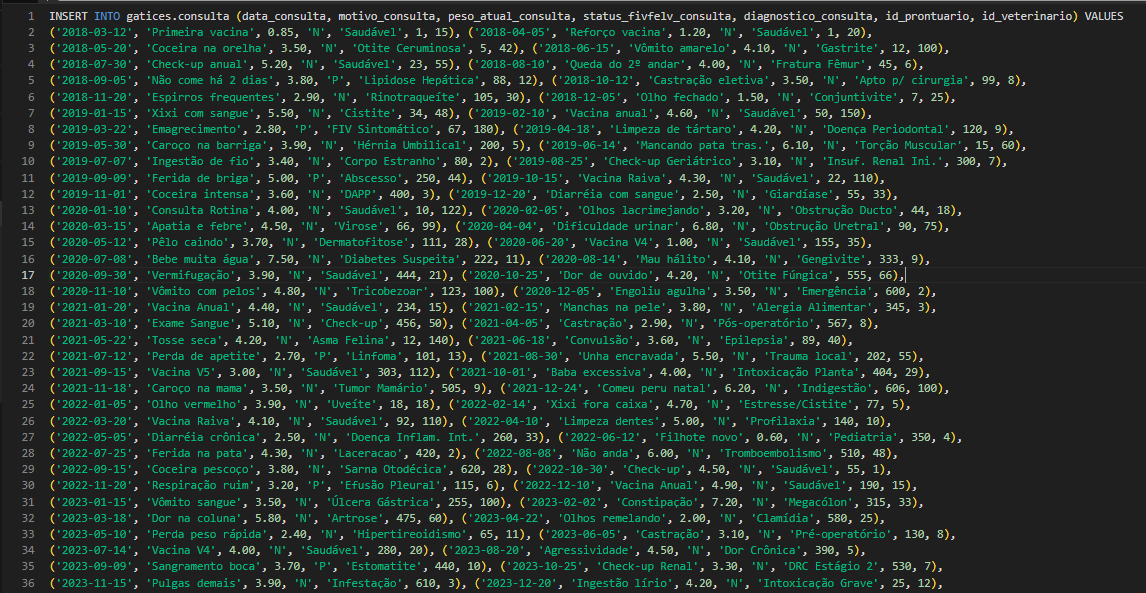 1 INSERT INTO gatices.consulta (data_consulta, motivo_consulta, peso_atual_consulta, status_fivfelv_consulta, diagnostico_consulta, id_prontuario, id_veterinario) VALUES
2 ('2018-03-12', 'Primeira vacina', 0.85, 'N', 'Saudável', 1, 15), ('2018-04-05', 'Reforço vacina', 1.20, 'N', 'Saudável', 1, 20),
3 ('2018-05-20', 'Coceira na orelha', 3.50, 'N', 'Otite Ceruminosa', 5, 42), ('2018-06-15', 'Vômito amarelo', 4.10, 'N', 'Gastrite', 12, 100),
4 ('2018-07-30', 'Check-up anual', 5.20, 'N', 'Saudável', 23, 55), ('2018-08-10', 'Queda do 2º andar', 4.00, 'N', 'Fratura Fêmur', 45, 6),
5 ('2018-09-05', 'Não come há 2 dias', 3.80, 'P', 'Lipidose Hepática', 88, 12), ('2018-10-12', 'Castração eletiva', 3.50, 'N', 'Apto p/ cirurgia', 99, 8),
6 ('2018-11-20', 'Espirros frequentes', 2.90, 'N', 'Rinotraqueíte', 105, 30), ('2018-12-05', 'Olho fechado', 1.50, 'N', 'Conjuntivite', 7, 25),
7 ('2019-01-15', 'Xixi com sangue', 5.50, 'N', 'Cistite', 34, 48), ('2019-02-10', 'Vacina anual', 4.60, 'N', 'Saudável', 50, 150),
8 ('2019-03-22', 'Emagrecimento', 2.80, 'P', 'FIV Sintomático', 67, 180), ('2019-04-18', 'Limpeza de tártaro', 4.20, 'N', 'Doença Periodontal', 120, 9),
9 ('2019-05-30', 'Caroço na barriga', 3.90, 'N', 'Hérnia Umbilical', 200, 5), ('2019-06-14', 'Mancando pata tras.', 6.10, 'N', 'Torção Muscular', 15, 60),
10 ('2019-07-07', 'Ingestão de fio', 3.40, 'N', 'Corpo Estranho', 80, 2), ('2019-08-25', 'Check-up Geriátrico', 3.10, 'N', 'Insuf. Renal Ini.', 300, 7),
11 ('2019-09-09', 'Ferida de briga', 5.00, 'P', 'Abscesso', 250, 44), ('2019-10-15', 'Vacina Raiva', 4.30, 'N', 'Saudável', 22, 110),
12 ('2019-11-01', 'Coceira intensa', 3.60, 'N', 'DAPP', 400, 3), ('2019-12-20', 'Diarréia com sangue', 2.50, 'N', 'Giardíase', 55, 33),
13 ('2020-01-10', 'Consulta Rotina', 4.00, 'N', 'Saudável', 10, 122), ('2020-02-05', 'Olhos lacrimejando', 3.20, 'N', 'Obstrução Ducto', 44, 18),
14 ('2020-03-15', 'Apatia e febre', 4.50, 'N', 'Virose', 66, 99), ('2020-04-04', 'Dificuldade urinar', 6.80, 'N', 'Obstrução Uretral', 90, 75),
15 ('2020-05-12', 'Pêlo caindo', 3.70, 'N', 'Dermatofitose', 111, 28), ('2020-06-20', 'Vacina V4', 1.00, 'N', 'Saudável', 155, 35),
16 ('2020-07-08', 'Bebe muita água', 7.50, 'N', 'Diabetes Suspeita', 222, 11), ('2020-08-14', 'Mau hálito', 4.10, 'N', 'Gengivite', 333, 9),
17 ('2020-09-30', 'Vermifugação', 3.90, 'N', 'Saudável', 444, 21), ('2020-10-25', 'Dor de ouvido', 4.20, 'N', 'Otite Fúngica', 555, 66),
18 ('2020-11-10', 'Vômito com pelos', 4.80, 'N', 'Tricobezoar', 123, 100), ('2020-12-05', 'Engoliu agulha', 3.50, 'N', 'Emergência', 600, 2),
19 ('2021-01-20', 'Vacina Anual', 4.40, 'N', 'Saudável', 234, 15), ('2021-02-15', 'Manchas na pele', 3.80, 'N', 'Alergia Alimentar', 345, 3),
20 ('2021-03-10', 'Exame Sangue', 5.10, 'N', 'Check-up', 456, 50), ('2021-04-05', 'Castração', 2.90, 'N', 'Pós-operatório', 567, 8),
21 ('2021-05-22', 'Tosse seca', 4.20, 'N', 'Asma Felina', 12, 140), ('2021-06-18', 'Convulsão', 3.60, 'N', 'Epilepsia', 89, 40),
22 ('2021-07-12', 'Perda de apetite', 2.70, 'P', 'Linfoma', 101, 13), ('2021-08-30', 'Unha encravada', 5.50, 'N', 'Trauma local', 202, 55),
23 ('2021-09-15', 'Vacina V5', 3.00, 'N', 'Saudável', 303, 112), ('2021-10-01', 'Baba excessiva', 4.00, 'N', 'Intoxicação Planta', 404, 29),
24 ('2021-11-18', 'Caroço na mama', 3.50, 'N', 'Tumor Mamário', 505, 9), ('2021-12-24', 'Comeu peru natal', 6.20, 'N', 'Indigestão', 606, 100),
25 ('2022-01-05', 'Olho vermelho', 3.90, 'N', 'Uveíte', 18, 18), ('2022-02-14', 'Xixi fora caixa', 4.70, 'N', 'Estresse/Cistite', 77, 5),
26 ('2022-03-20', 'Vacina Raiva', 4.10, 'N', 'Saudável', 92, 110), ('2022-04-10', 'Limpeza dentes', 5.00, 'N', 'Profilaxia', 140, 10),
27 ('2022-05-05', 'Diarréia crônica', 2.50, 'N', 'Doença Inflam. Int.', 260, 33), ('2022-06-12', 'Filhote novo', 0.60, 'N', 'Pediatria', 350, 4),
28 ('2022-07-25', 'Ferida na pata', 4.30, 'N', 'Laceracao', 420, 2), ('2022-08-08', 'Não anda', 6.00, 'N', 'Tromboembolismo', 510, 48),
29 ('2022-09-15', 'Coceira pescoço', 3.80, 'N', 'Sarna Otodécica', 620, 28), ('2022-10-30', 'Check-up', 4.50, 'N', 'Saudável', 55, 1),
30 ('2022-11-20', 'Respiração ruim', 3.20, 'P', 'Efusão Pleural', 115, 6), ('2022-12-10', 'Vacina Anual', 4.90, 'N', 'Saudável', 190, 15),
31 ('2023-01-15', 'Vômito sangue', 3.50, 'N', 'Úlcera Gástrica', 255, 100), ('2023-02-02', 'Constipação', 7.20, 'N', 'Megacólon', 315, 33),
32 ('2023-03-18', 'Dor na coluna', 5.80, 'N', 'Artrose', 475, 60), ('2023-04-22', 'Olhos remelando', 2.00, 'N', 'Clamídia', 580, 25),
33 ('2023-05-10', 'Perda peso rápida', 2.40, 'N', 'Hipertireoidismo', 65, 11), ('2023-06-05', 'Castração', 3.10, 'N', 'Pré-operatório', 130, 8),
34 ('2023-07-14', 'Vacina V4', 4.00, 'N', 'Saudável', 280, 20), ('2023-08-20', 'Agressividade', 4.50, 'N', 'Dor Crônica', 390, 5),
35 ('2023-09-09', 'Sangramento boca', 3.70, 'P', 'Estomatite', 440, 10), ('2023-10-25', 'Check-up Renal', 3.30, 'N', 'DRC Estágio 2', 530, 7),
36 ('2023-11-15', 'Pulgas demais', 3.90, 'N', 'Infestação', 610, 3), ('2023-12-20', 'Ingestão lírio', 4.20, 'N', 'Intoxicação Grave', 25, 12),